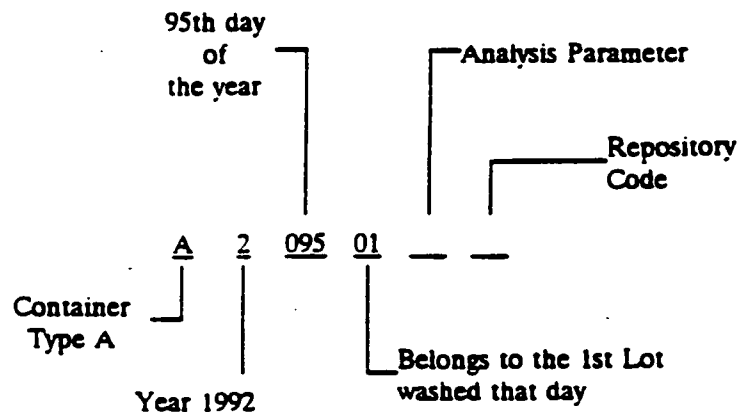 95th day
of
the year
Analysis Parameter
Repository
Code
A 2 095 01 __ __
Container
Type A
Year 1992
Belongs to the 1st Lot
washed that day